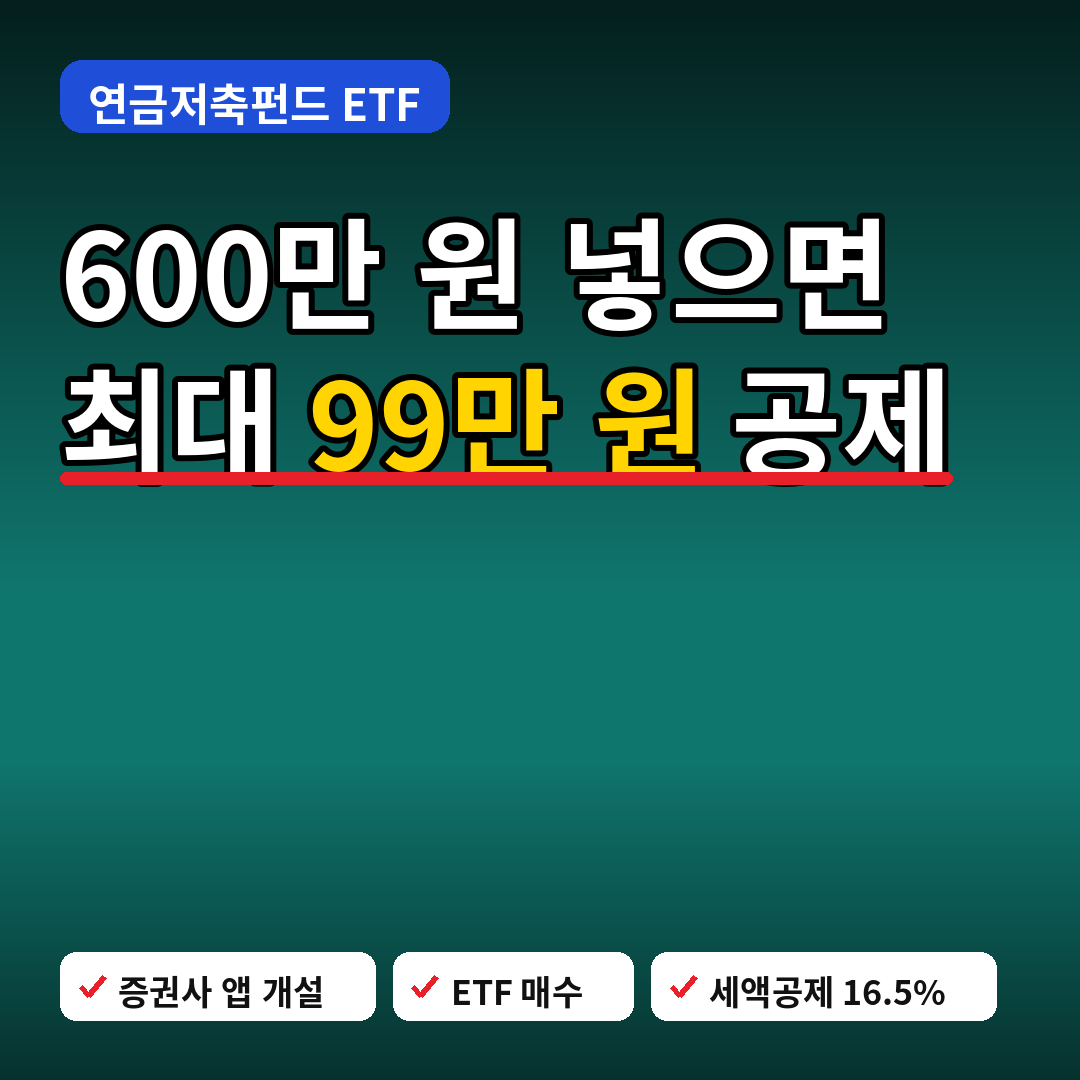 연금저축펀드 ETF
600만 원 넣으면
최대 99만 원 공제
증권사 앱 개설
ETF 매수
세액공제 16.5%